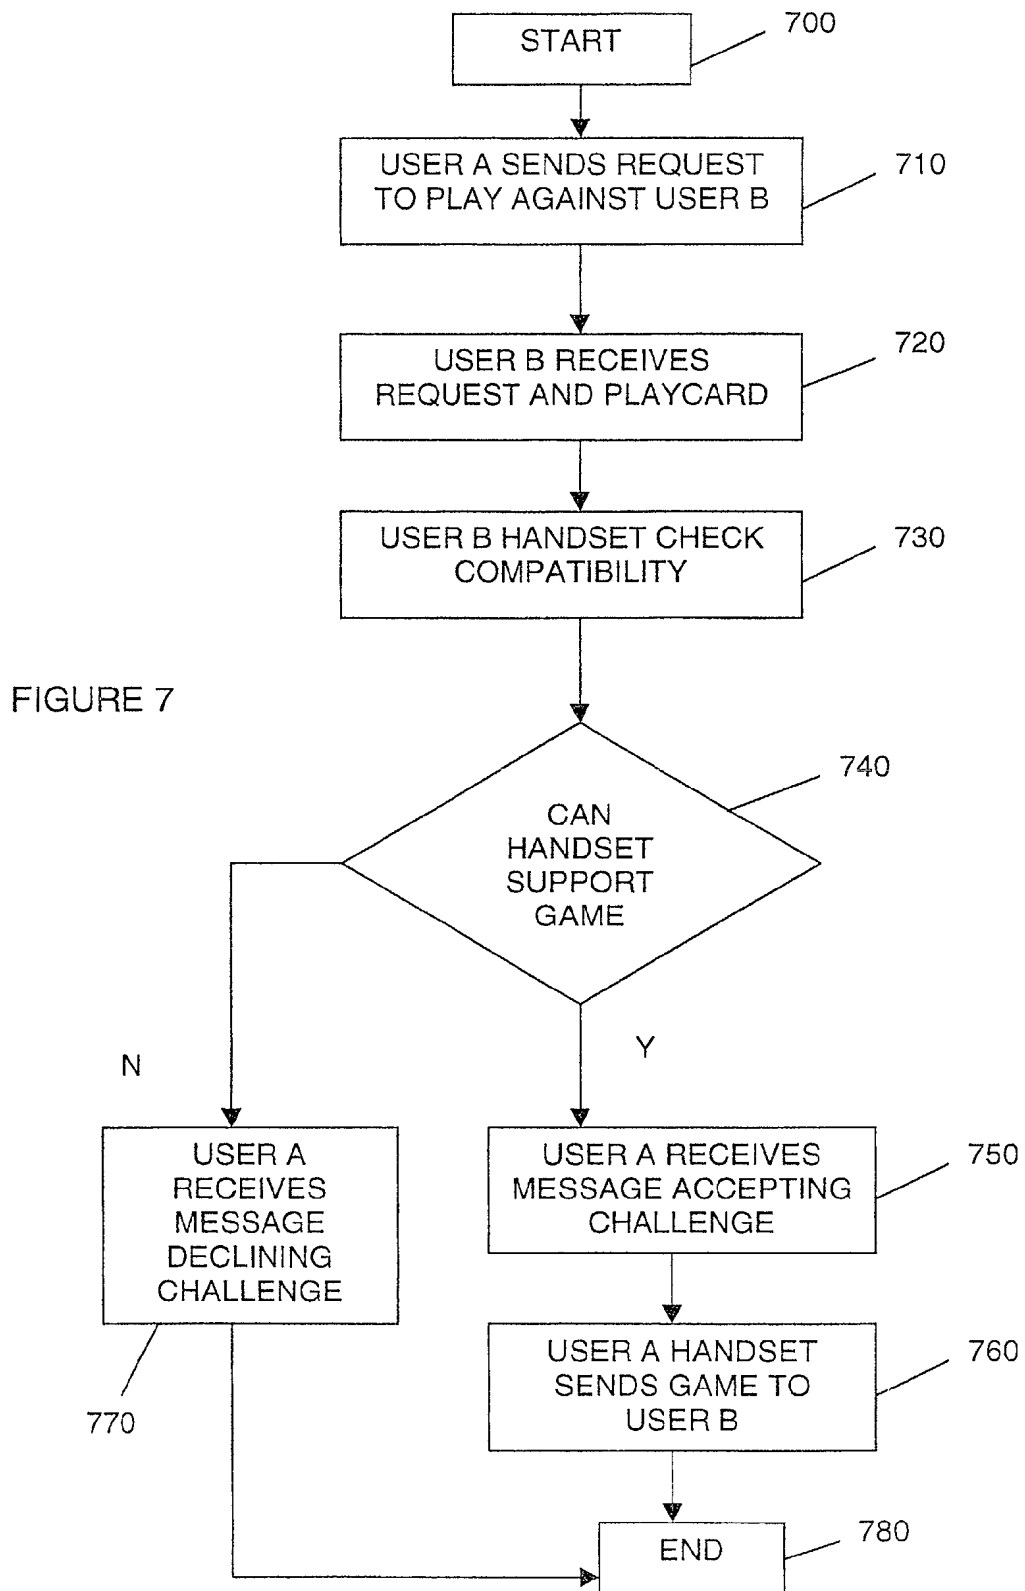 START
700
USER A SENDS REQUEST
TO PLAY AGAINST USER B
710
USER B RECEIVES
REQUEST AND PLAYCARD
720
USER B HANDSET CHECK
COMPATIBILITY
730
FIGURE 7
CAN
HANDSET
SUPPORT
GAME
740
N
Y
USER A
RECEIVES
MESSAGE
DECLINING
CHALLENGE
770
USER A RECEIVES
MESSAGE ACCEPTING
CHALLENGE
750
USER A HANDSET
SENDS GAME TO
USER B
760
END
780